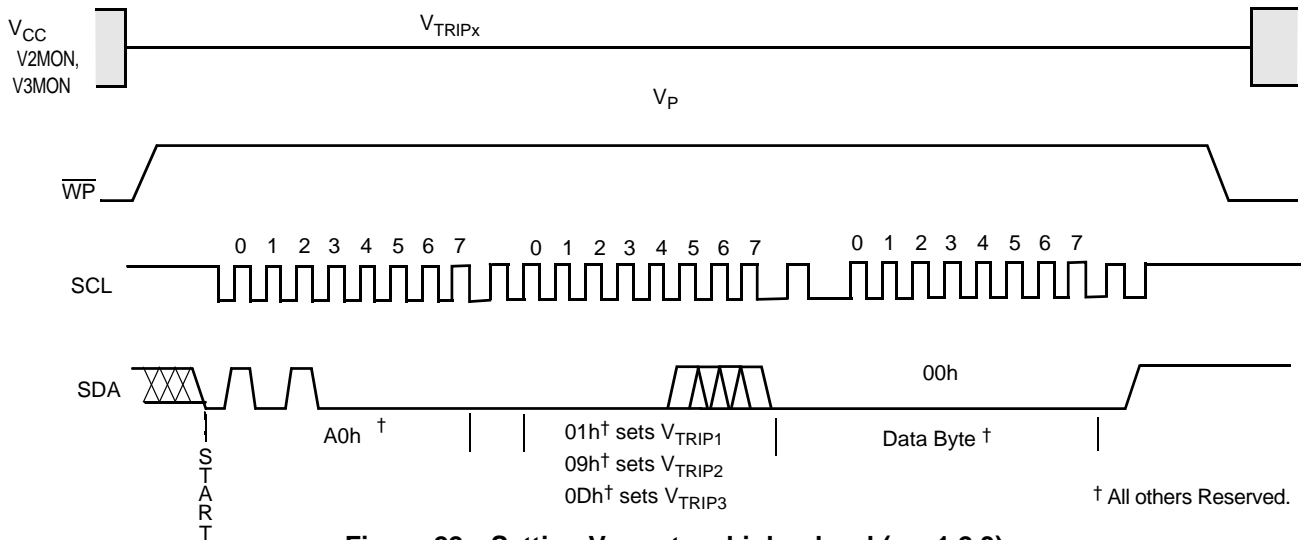 VCC
V2MON,
V3MON
VTRIPx
VP
WP
0 1 2 3 4 5 6 7
0 1 2 3 4 5 6 7
0 1 2 3 4 5 6 7
SCL
SDA
00h
START
A0h †
01h† sets VTRIP1
09h† sets VTRIP2
0Dh† sets VTRIP3
Data Byte †
† All others Reserved.